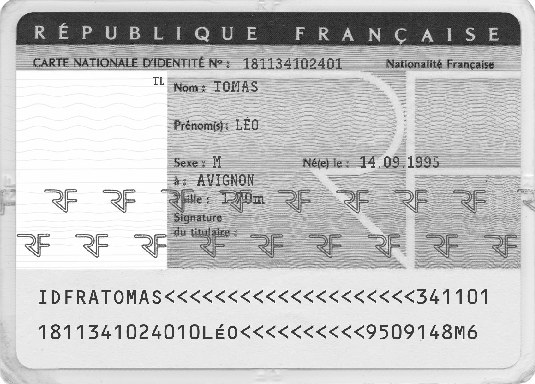 RÉPUBLIQUE FRANÇAISE
CARTE NATIONALE D'IDENTITÉ Nº : 181134102401 Nationalité Française
TL
Nom : TOMAS
Prénom(s) : LÉO
Sexe : M Né(e) le : 14.09.1995
à : AVIGNON
Taille : 1,70m
Signature
du titulaire :
RF RF RF RF RF RF RF RF
RF RF RF RF RF RF RF RF RF
IDFRATOMAS<<<<<<<<<<<<<<<<<<<<341101
1811341024010LÉO<<<<<<<<<<9509148M6